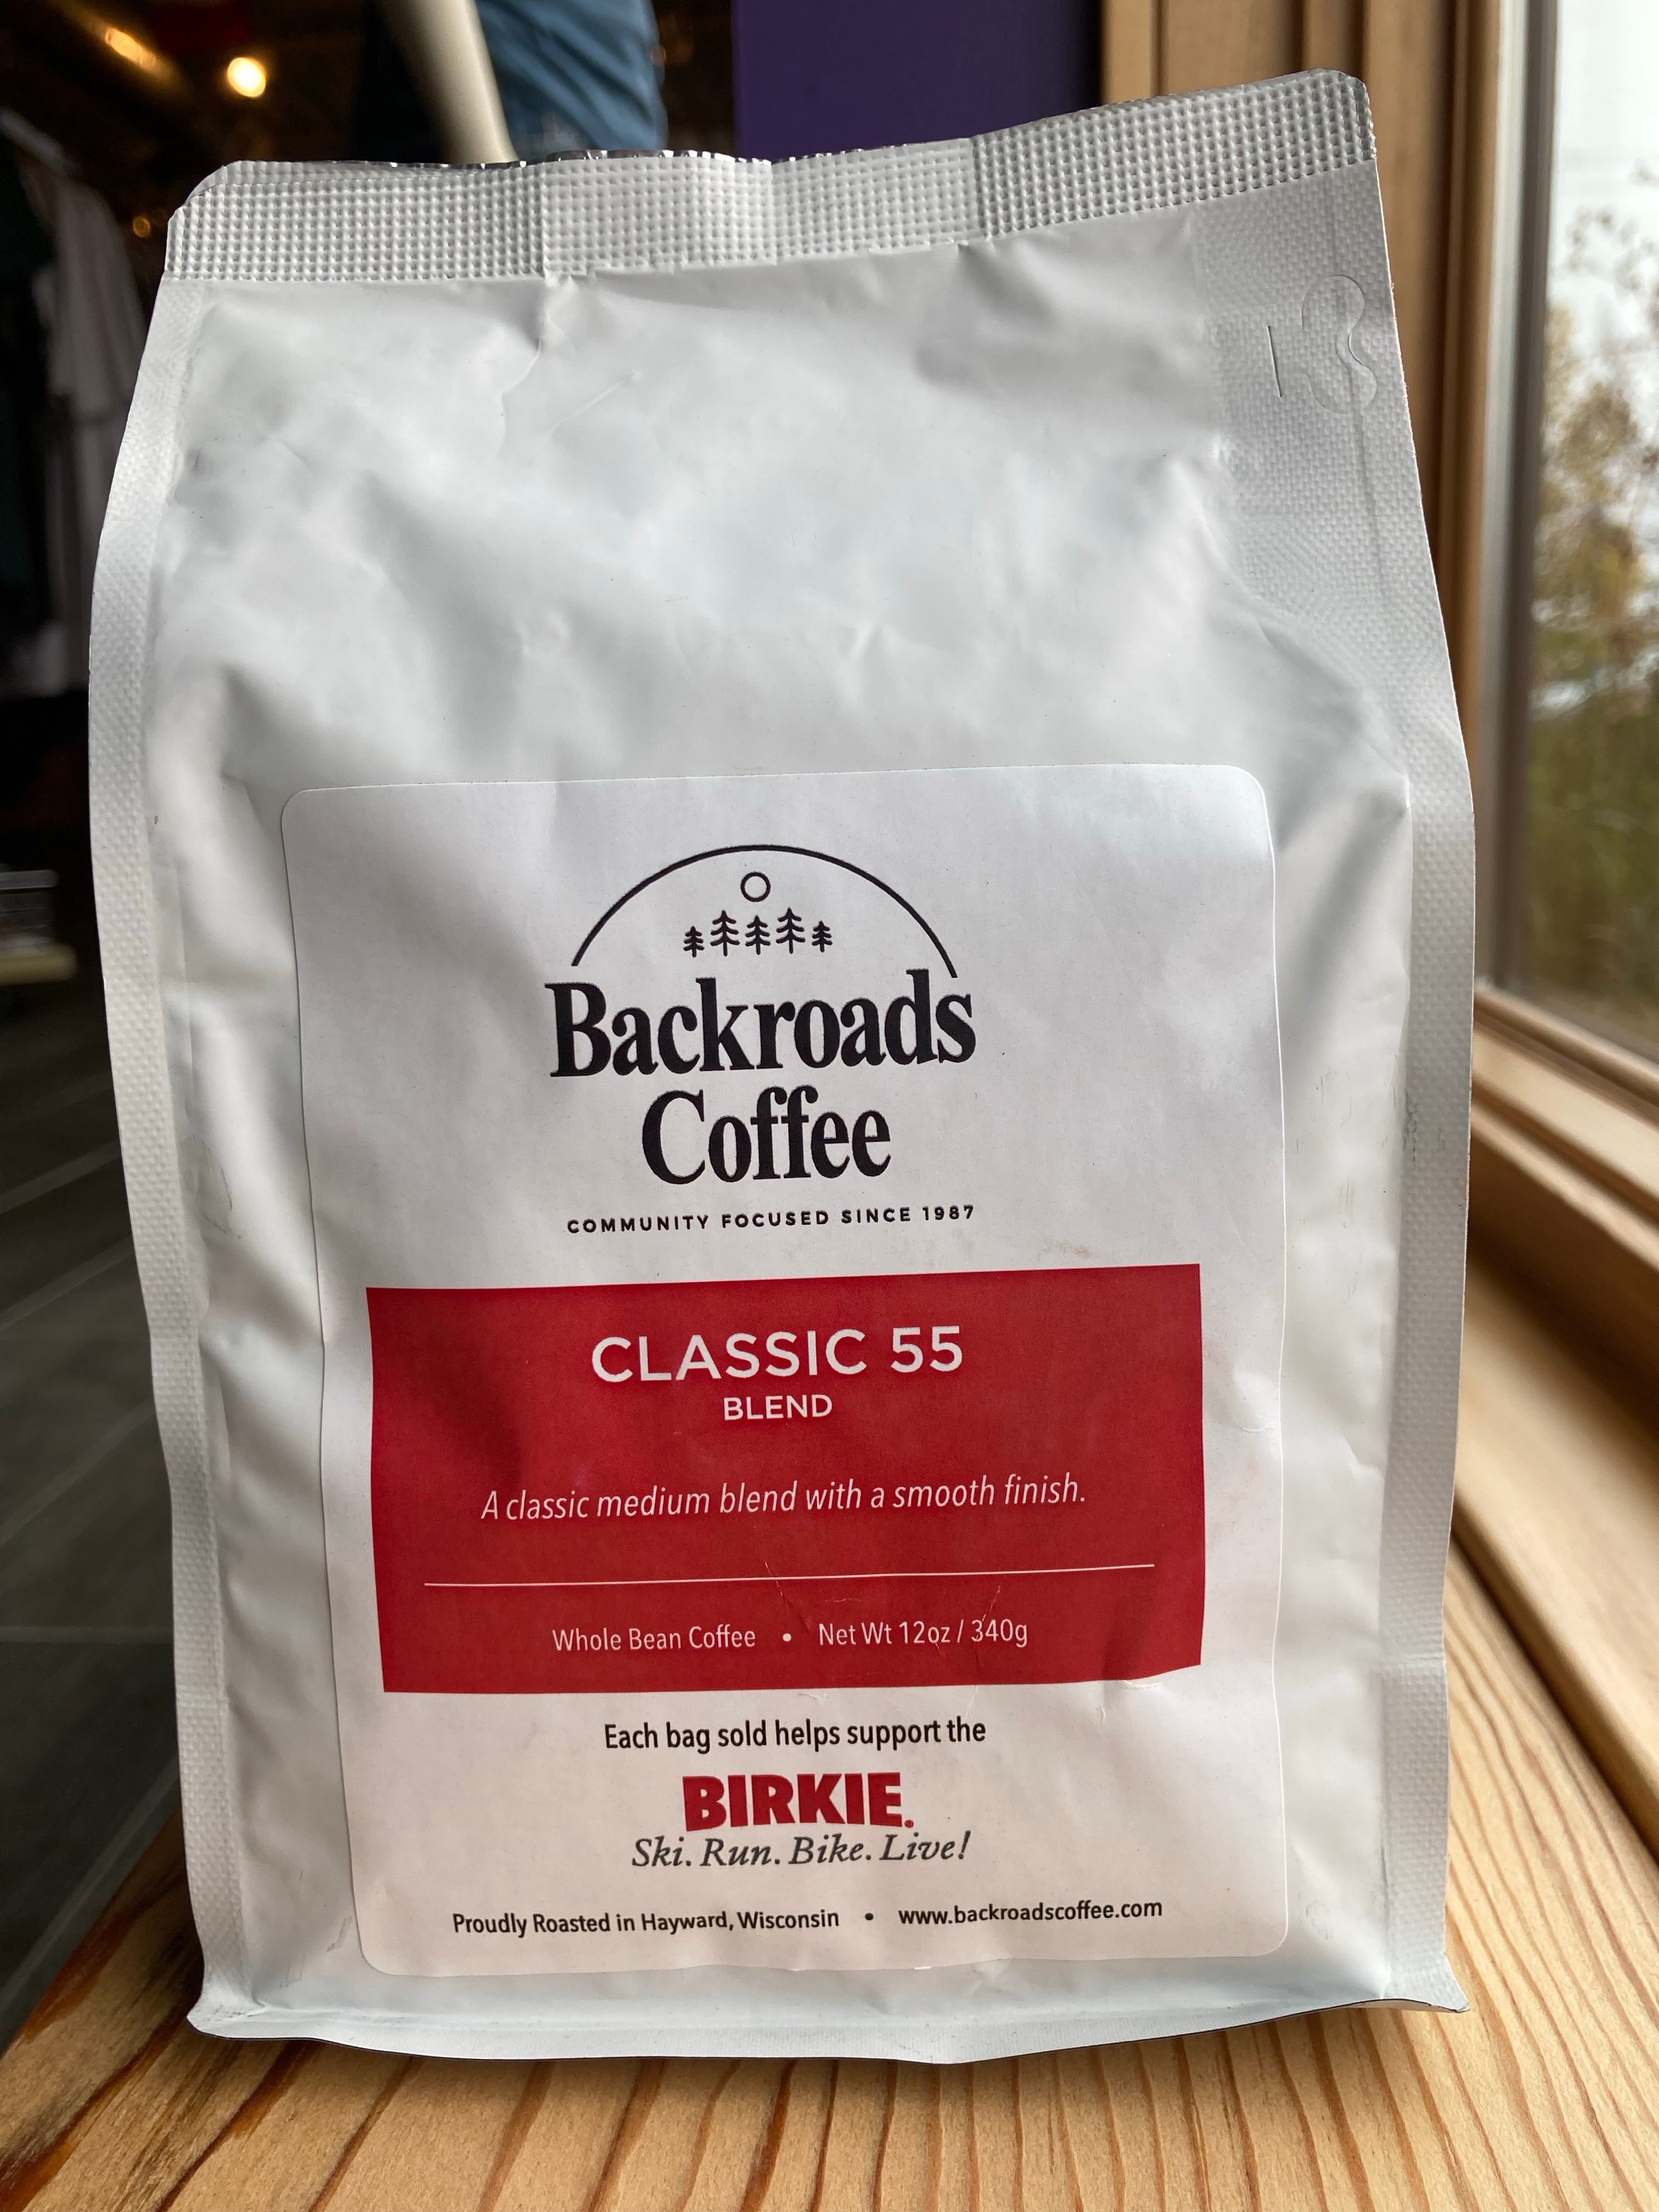 Backroads
Coffee
COMMUNITY FOCUSED SINCE 1987
CLASSIC 55
BLEND
A classic medium blend with a smooth finish.
Whole Bean Coffee • Net Wt 12oz / 340g
Each bag sold helps support the
BIRKIE.
Ski. Run. Bike. Live!
Proudly Roasted in Hayward, Wisconsin • www.backroadscoffee.com